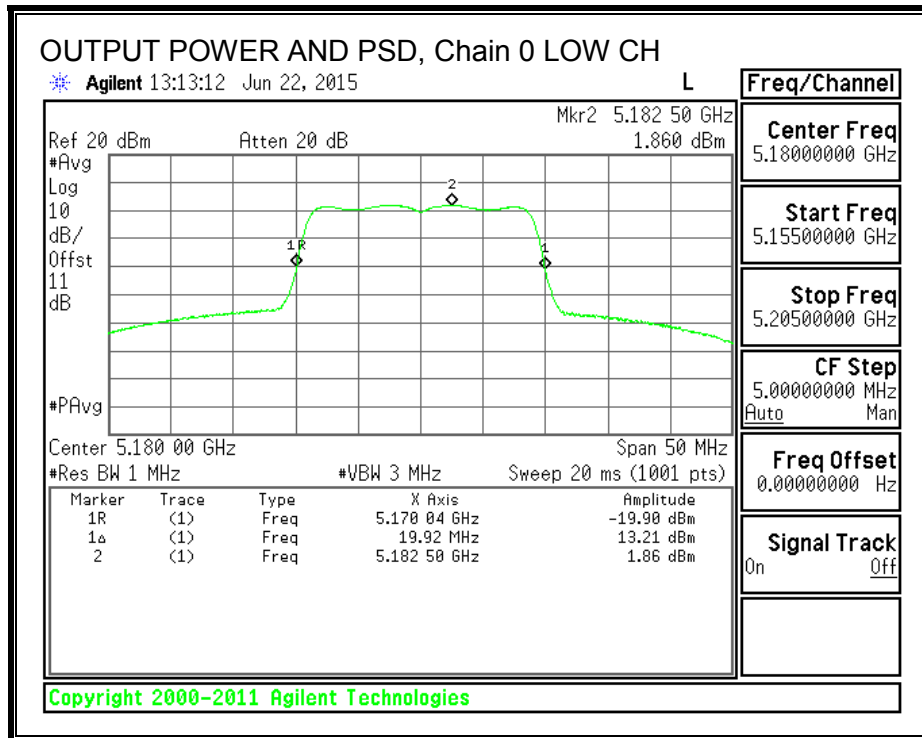 OUTPUT POWER AND PSD, Chain 0 LOW CH
Agilent 13:13:12 Jun 22, 2015 L
Mkr2 5.182 50 GHz
Ref 20 dBm Atten 20 dB 1.860 dBm
#Avg
Log
10
dB/
Offst
11
dB
#PAvg
2
1R
1
Center 5.180 00 GHz Span 50 MHz
#Res BW 1 MHz #VBW 3 MHz Sweep 20 ms (1001 pts)
Marker Trace Type X Axis Amplitude
1R (1) Freq 5.170 04 GHz -19.90 dBm
1Δ (1) Freq 19.92 MHz 13.21 dBm
2 (1) Freq 5.182 50 GHz 1.86 dBm
Freq/Channel
Center Freq
5.18000000 GHz
Start Freq
5.15500000 GHz
Stop Freq
5.20500000 GHz
CF Step
5.00000000 MHz
Auto Man
Freq Offset
0.00000000 Hz
Signal Track
On Off
Copyright 2000-2011 Agilent Technologies